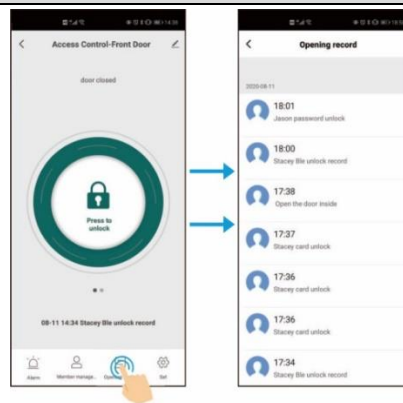 14:35
Access Control-Front Door
door closed
Press to
unlock
08-11 14:34 Stacey Ble unlock record
Alarm
Member manage..
Set
Opening record
2020-08-11
18:01
Jason password unlock
18:00
Stacey Ble unlock record
17:38
Open the door inside
17:37
Stacey card unlock
17:36
Stacey card unlock
17:36
Stacey card unlock
17:34
Stacey Ble unlock record